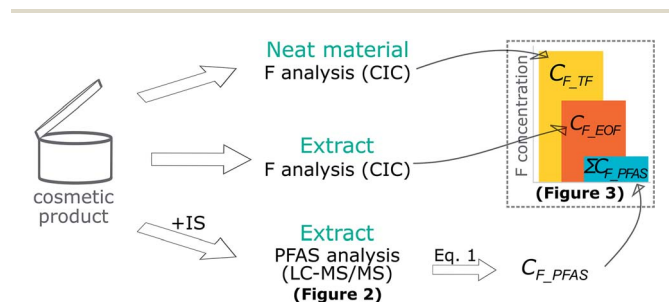 Neat material
F analysis (CIC)
Extract
F analysis (CIC)
cosmetic
product
+IS
Extract
PFAS analysis
(LC-MS/MS)
(Figure 2)
Eq. 1
C_F_PFAS
F concentration
C_F_TF
C_F_EOF
ΣC_F_PFAS
(Figure 3)